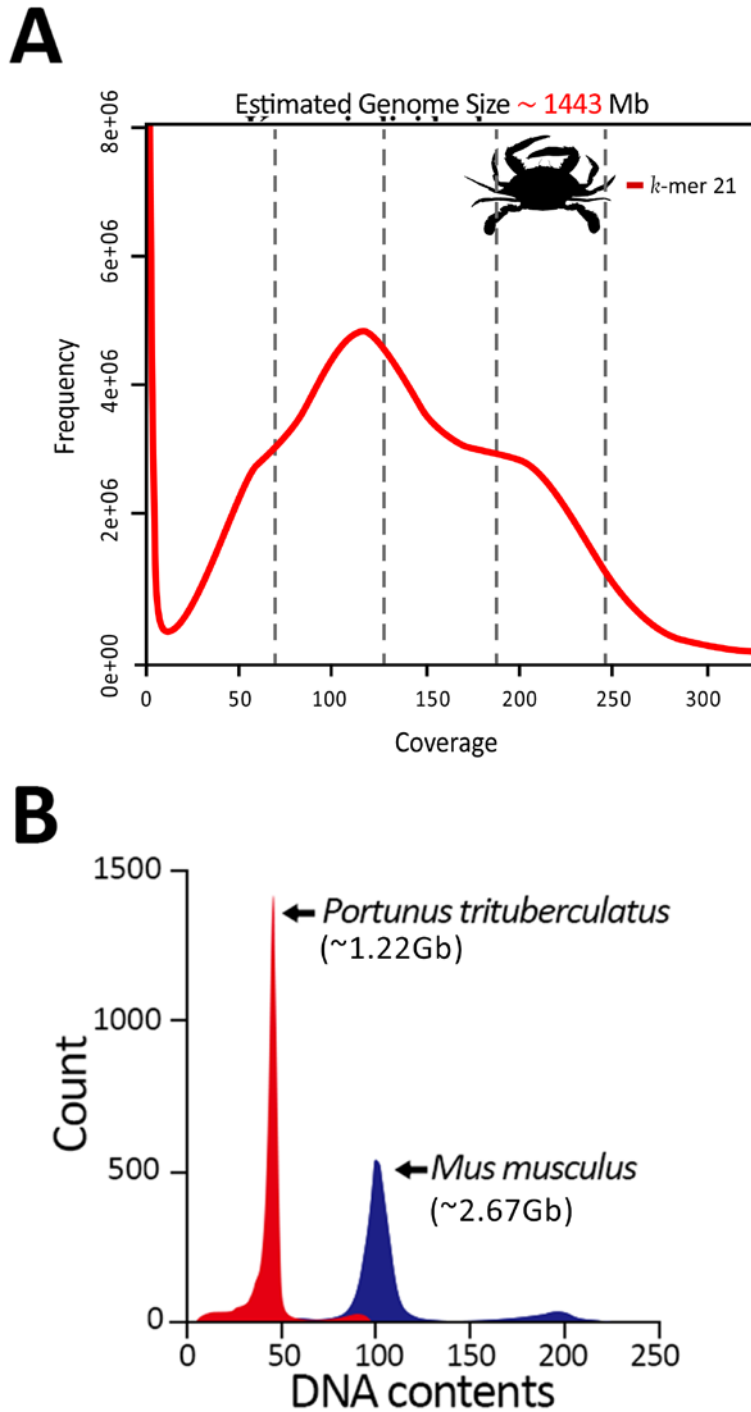 A
Estimated Genome Size ~ 1443 Mb
k-mer 21
8e+06
6e+06
4e+06
2e+06
0e+00
Frequency
0 50 100 150 200 250 300
Coverage
B
1500
1000
500
0
Count
Portunus trituberculatus
(~1.22Gb)
Mus musculus
(~2.67Gb)
0 50 100 150 200 250
DNA contents